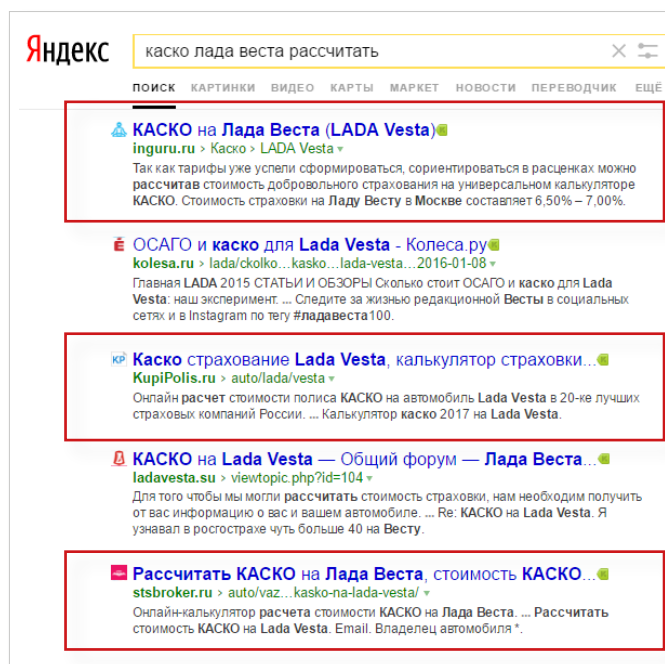 Яндекс каско лада веста рассчитать
ПОИСК КАРТИНКИ ВИДЕО КАРТЫ МАРКЕТ НОВОСТИ ПЕРЕВОДЧИК ЕЩЁ
КАСКО на Лада Веста (LADA Vesta)
inguru.ru › Каско › LADA Vesta
Так как тарифы уже успели сформироваться, сориентироваться в расценках можно
рассчитав стоимость добровольного страхования на универсальном калькуляторе
КАСКО. Стоимость страховки на Ладу Весту в Москве составляет 6,50% – 7,00%.
ОСАГО и каско для Lada Vesta - Колеса.ру
kolesa.ru › lada/ckolko...kasko...lada-vesta...2016-01-08
Главная LADA 2015 СТАТЬИ И ОБЗОРЫ Сколько стоит ОСАГО и каско для Lada
Vesta: наш эксперимент. ... Следите за жизнью редакционной Весты в социальных
сетях и в Instagram по тегу #ладавеста100.
KP Каско страхование Lada Vesta, калькулятор страховки...
KupiPolis.ru › auto/lada/vesta
Онлайн расчет стоимости полиса КАСКО на автомобиль Lada Vesta в 20-ке лучших
страховых компаний России. ... Калькулятор каско 2017 на Lada Vesta.
КАСКО на Lada Vesta — Общий форум — Лада Веста...
ladavesta.su › viewtopic.php?id=104
Для того чтобы мы могли рассчитать стоимость страховки, нам необходим получить
от вас информацию о вас и вашем автомобиле. ... Re: КАСКО на Lada Vesta. Я
узнавал в росгострахе чуть больше 40 на Весту.
Рассчитать КАСКО на Лада Веста, стоимость КАСКО...
stsbroker.ru › auto/vaz...kasko-na-lada-vesta/
Онлайн-калькулятор расчета стоимости КАСКО на Лада Веста. ... Рассчитать
стоимость КАСКО на Lada Vesta. Email. Владелец автомобиля *.